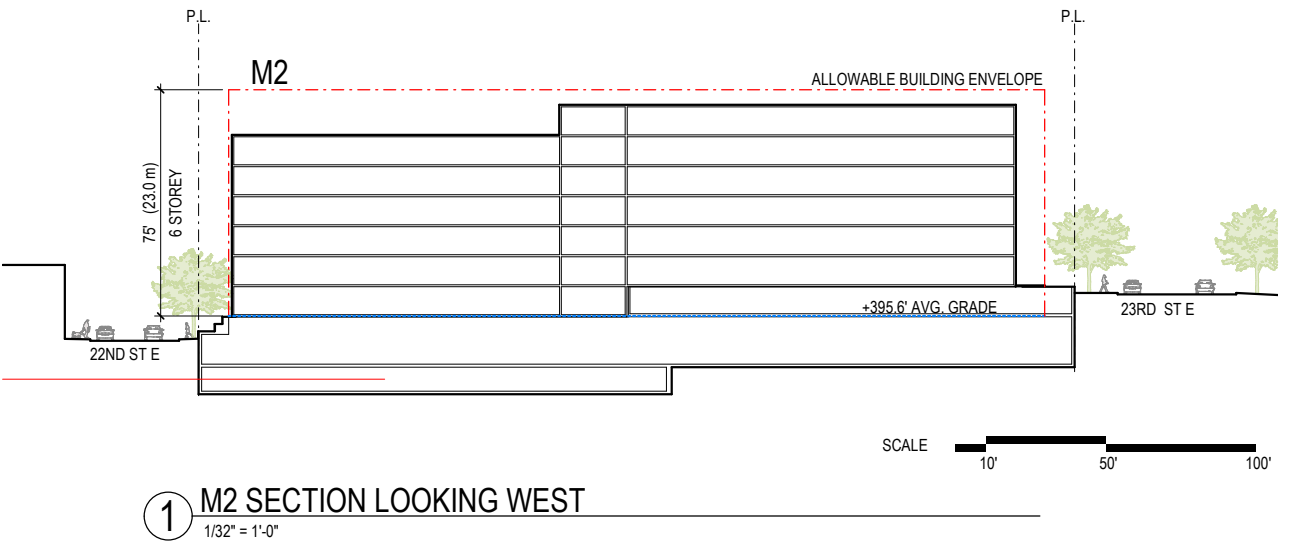 P.L.
P.L.
M2
ALLOWABLE BUILDING ENVELOPE
75' (23.0 m)
6 STOREY
+395.6' AVG. GRADE
23RD ST E
22ND ST E
SCALE
10'
50'
100'
1
M2 SECTION LOOKING WEST
1/32" = 1'-0"